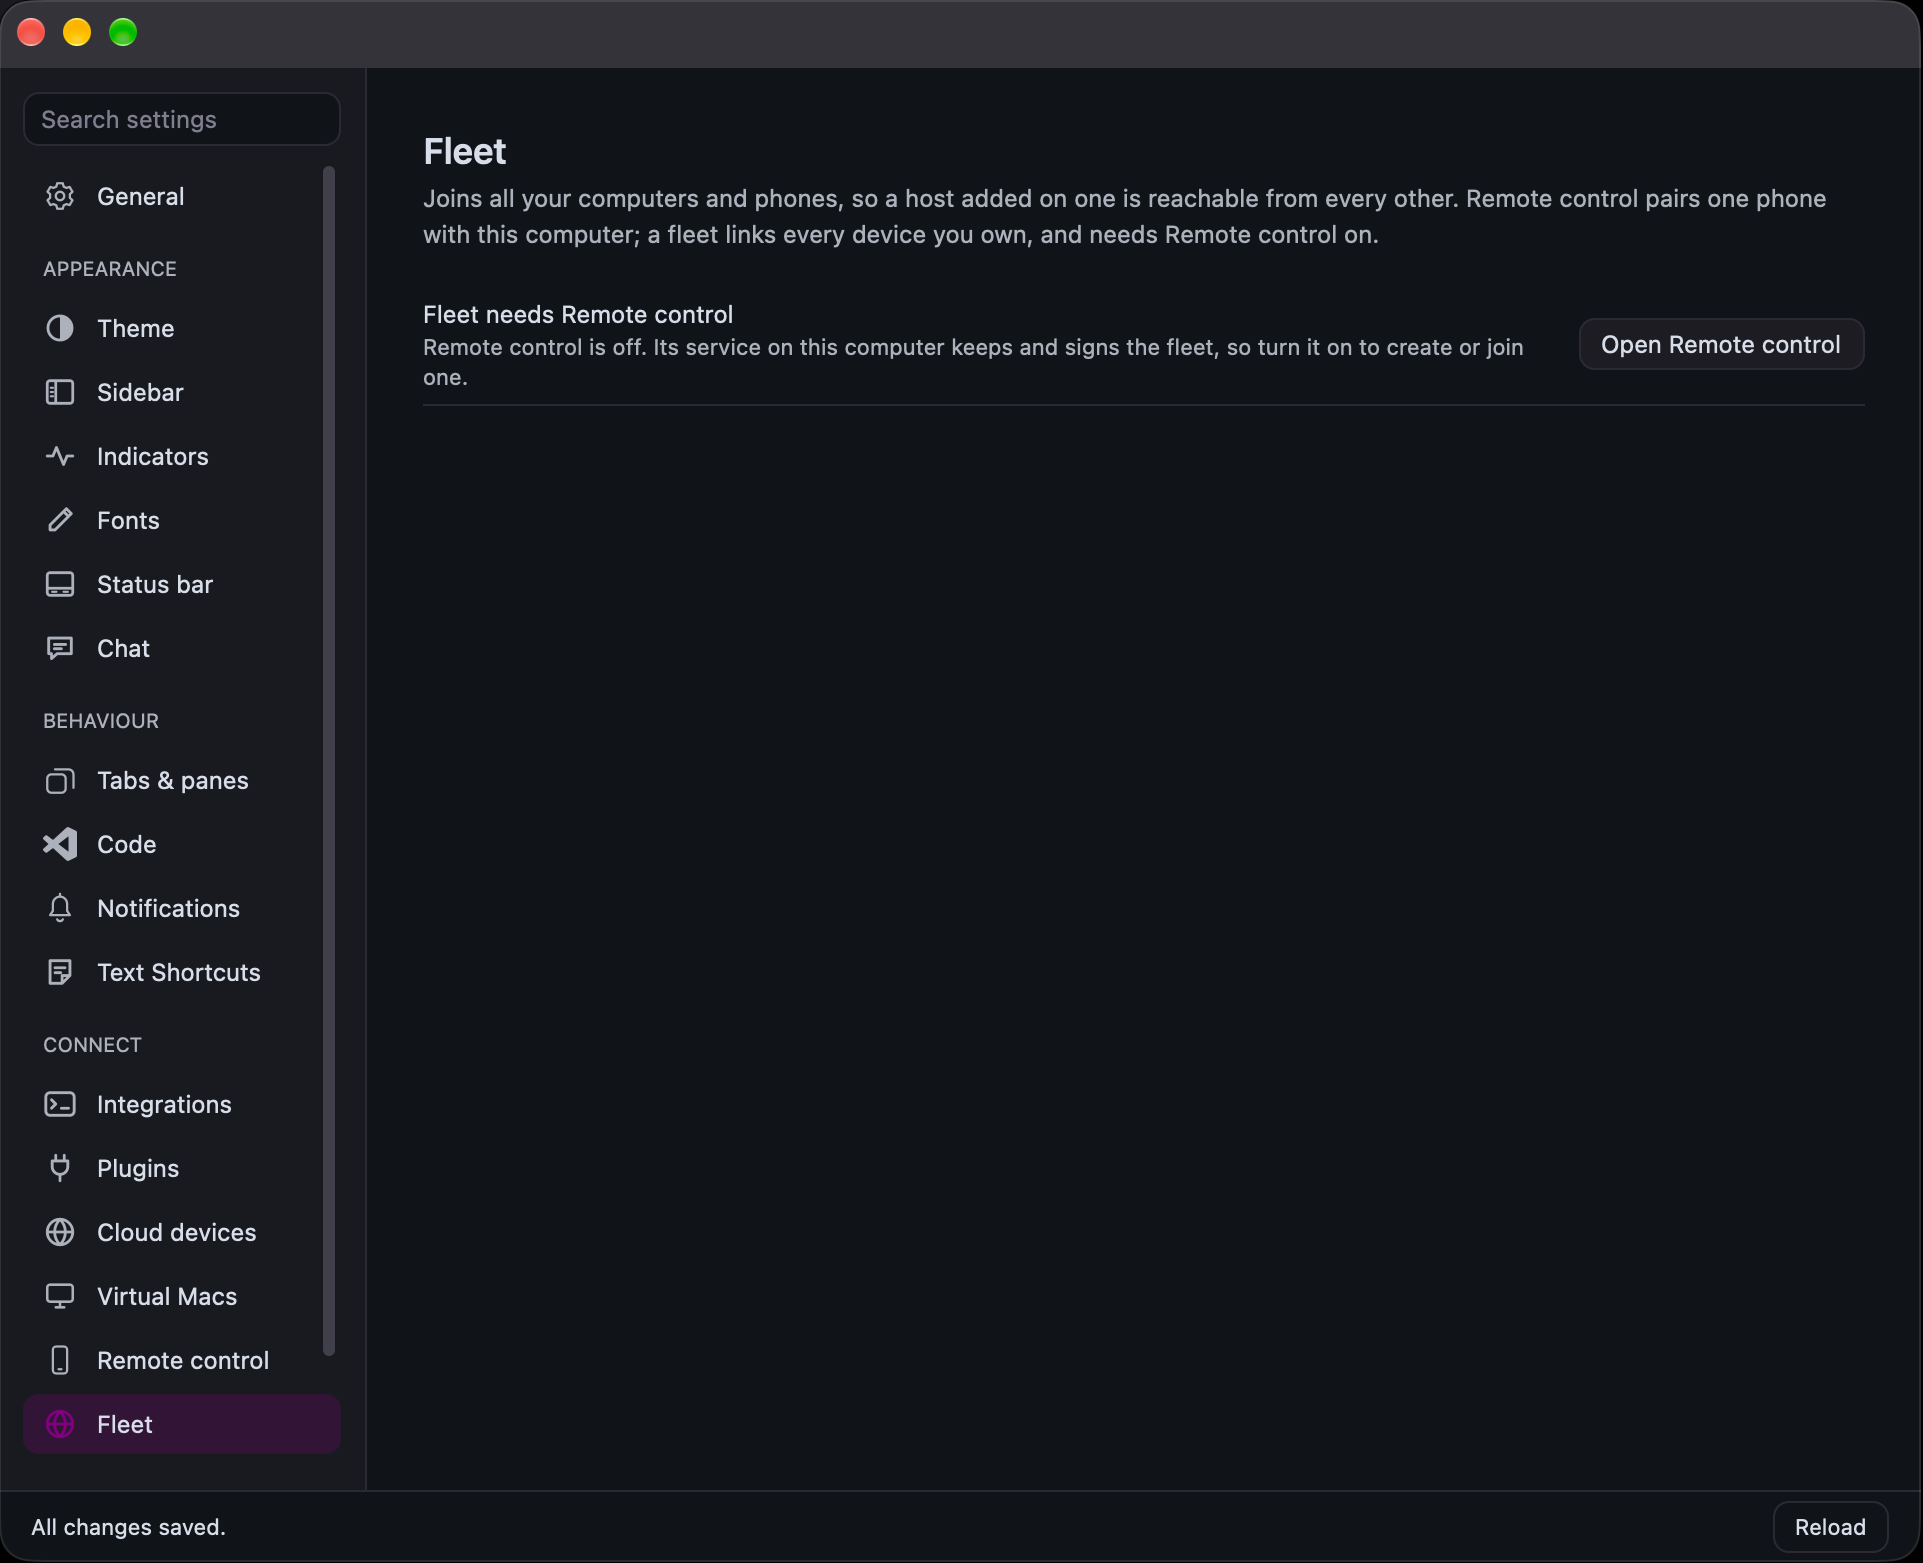 Search settings
General
APPEARANCE
Theme
Sidebar
Indicators
Fonts
Status bar
Chat
BEHAVIOUR
Tabs & panes
Code
Notifications
Text Shortcuts
CONNECT
Integrations
Plugins
Cloud devices
Virtual Macs
Remote control
Fleet
Fleet
Joins all your computers and phones, so a host added on one is reachable from every other. Remote control pairs one phone
with this computer; a fleet links every device you own, and needs Remote control on.
Fleet needs Remote control
Remote control is off. Its service on this computer keeps and signs the fleet, so turn it on to create or join
one.
Open Remote control
All changes saved.
Reload